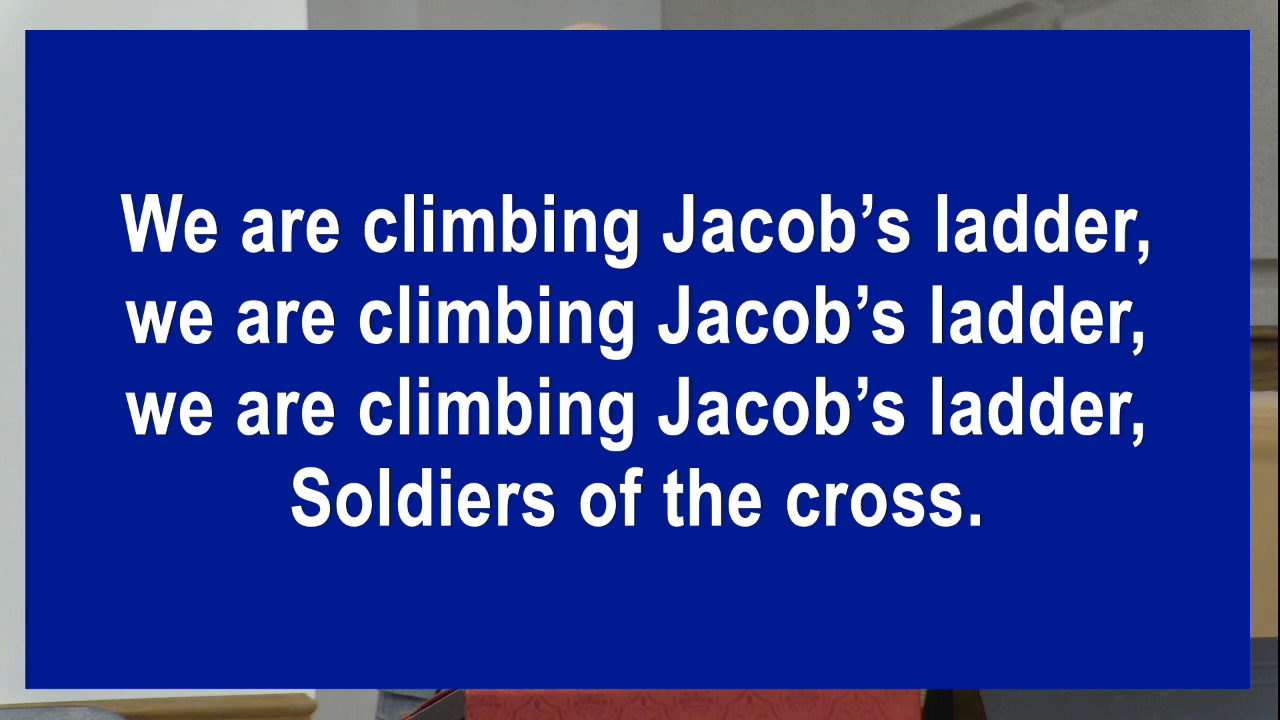 We are climbing Jacob’s ladder,
we are climbing Jacob’s ladder,
we are climbing Jacob’s ladder,
Soldiers of the cross.